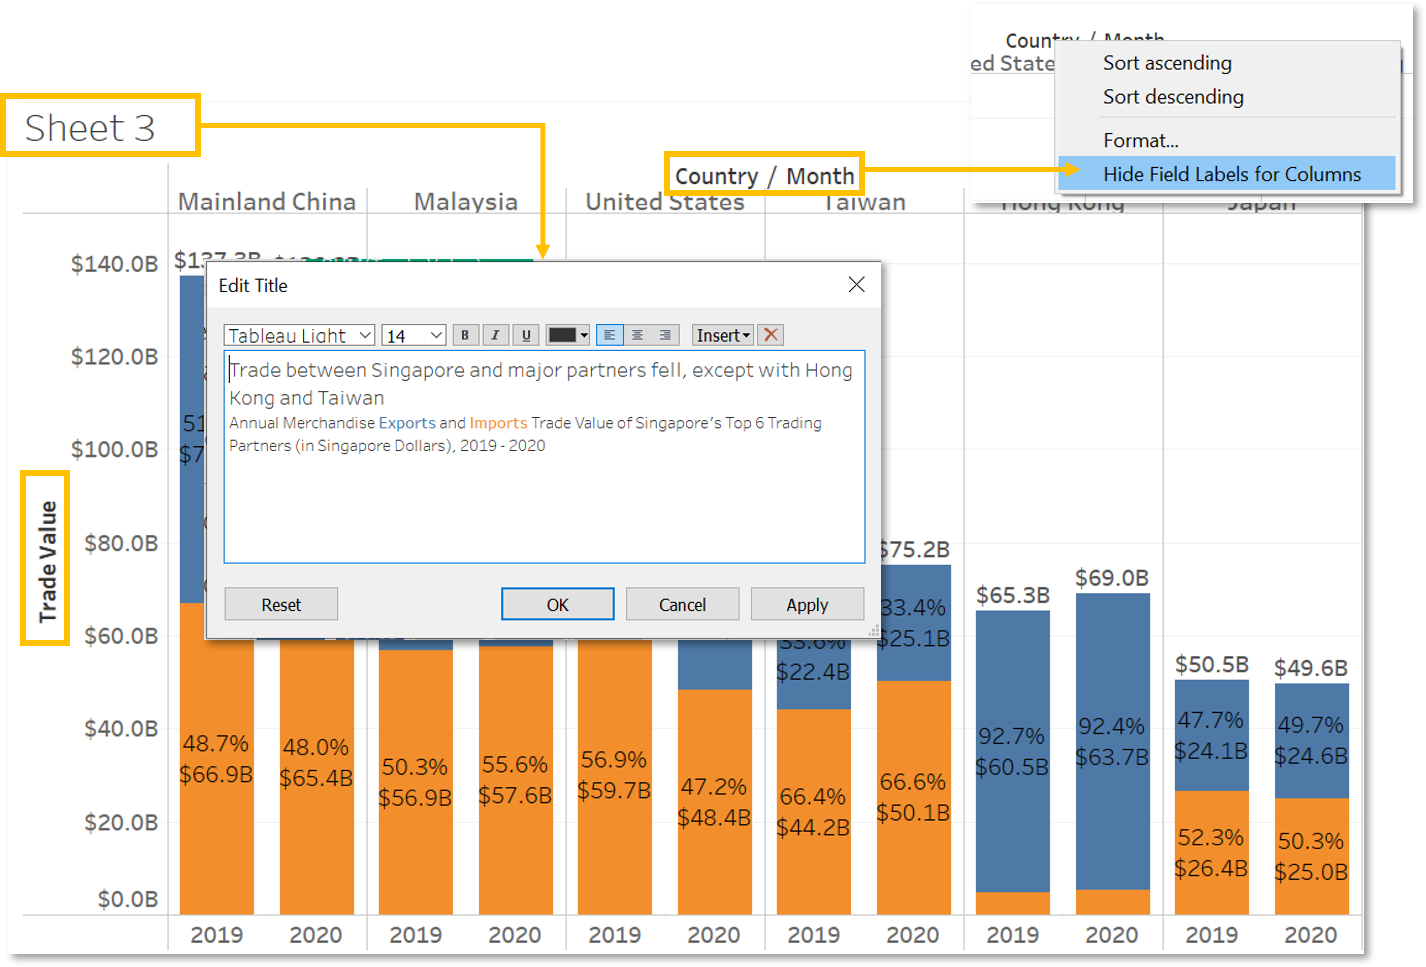 Country / Month
ed State
Sort ascending
Sort descending
Format...
Hide Field Labels for Columns
Sheet 3
Country / Month
Mainland China Malaysia United States Taiwan Hong Kong Japan
$140.0B
$120.0B
$100.0B
$80.0B
$60.0B
$40.0B
$20.0B
$0.0B
Trade Value
$137.3B
51
$7
Edit Title
Tableau Light 14 B I U Insert
Trade between Singapore and major partners fell, except with Hong
Kong and Taiwan
Annual Merchandise Exports and Imports Trade Value of Singapore's Top 6 Trading
Partners (in Singapore Dollars), 2019 - 2020
Reset OK Cancel Apply
48.7%
$66.9B
48.0%
$65.4B
50.3%
$56.9B
55.6%
$57.6B
56.9%
$59.7B
47.2%
$48.4B
33.6%
$22.4B
66.4%
$44.2B
$75.2B
33.4%
$25.1B
66.6%
$50.1B
$65.3B
92.7%
$60.5B
$69.0B
92.4%
$63.7B
$50.5B
47.7%
$24.1B
52.3%
$26.4B
$49.6B
49.7%
$24.6B
50.3%
$25.0B
2019 2020 2019 2020 2019 2020 2019 2020 2019 2020 2019 2020